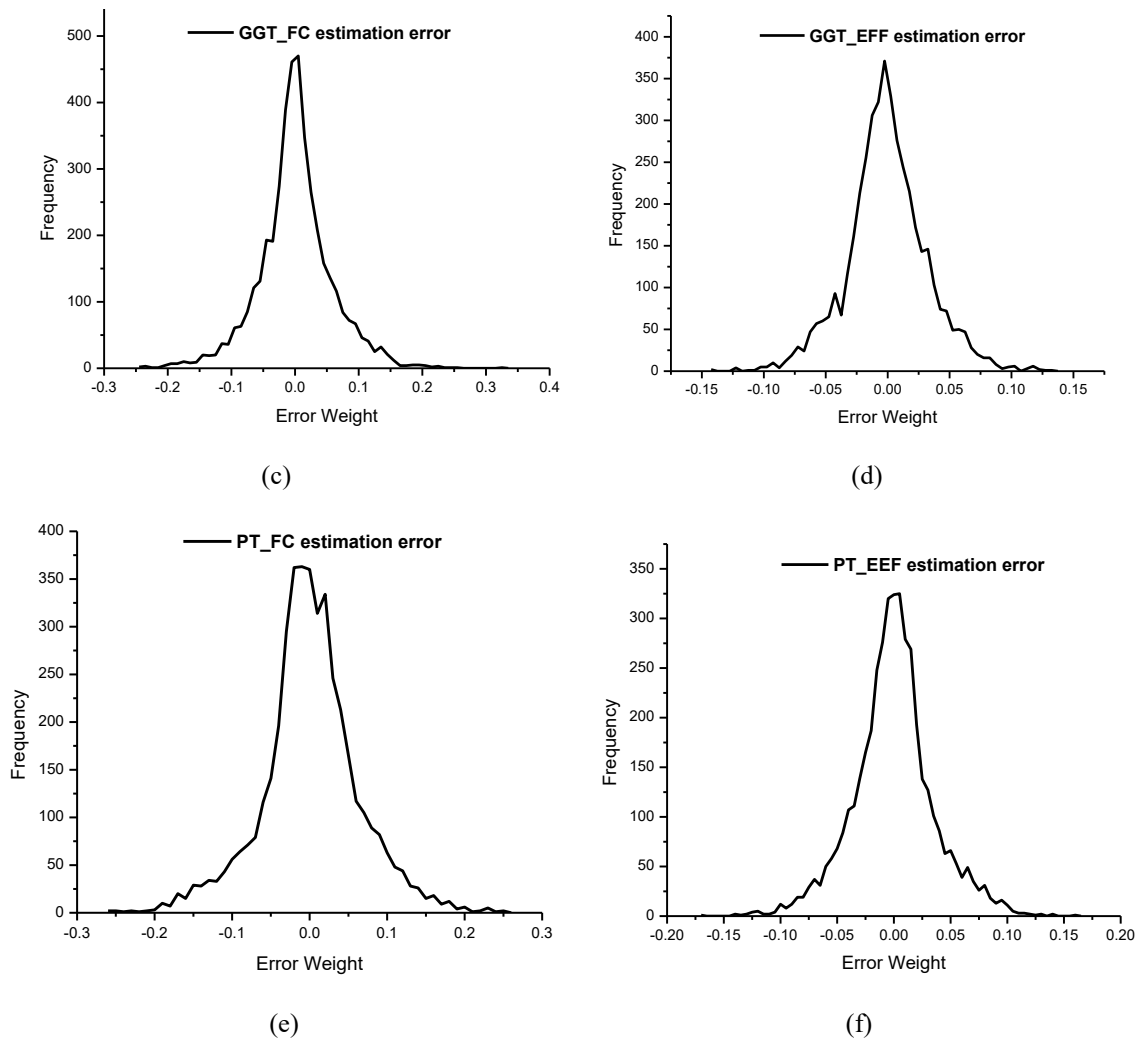 GGT_FC estimation error
500
400
300
200
100
0
Frequency
-0.3 -0.2 -0.1 0.0 0.1 0.2 0.3 0.4
Error Weight
(c)
GGT_EFF estimation error
400
350
300
250
200
150
100
50
0
Frequency
-0.15 -0.10 -0.05 0.00 0.05 0.10 0.15
Error Weight
(d)
PT_FC estimation error
400
350
300
250
200
150
100
50
0
Frequency
-0.3 -0.2 -0.1 0.0 0.1 0.2 0.3
Error Weight
(e)
PT_EEF estimation error
350
300
250
200
150
100
50
0
Frequency
-0.20 -0.15 -0.10 -0.05 0.00 0.05 0.10 0.15 0.20
Error Weight
(f)